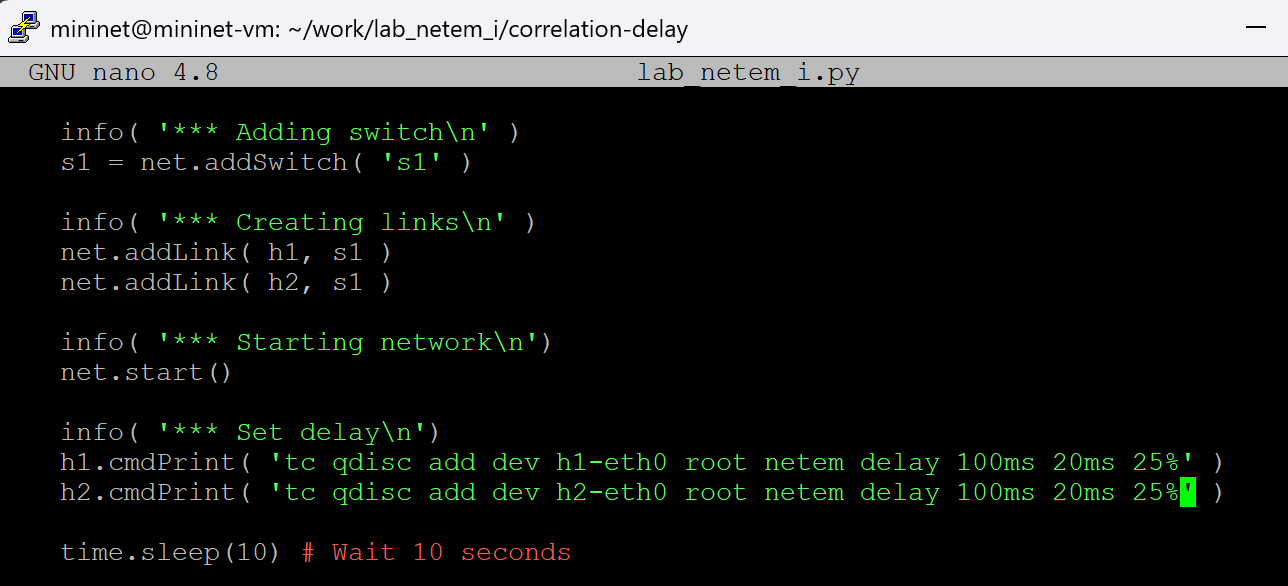 mininet@mininet-vm: ~/work/lab_netem_i/correlation-delay
GNU nano 4.8 lab_netem_i.py
info( '*** Adding switch\n' )
s1 = net.addSwitch( 's1' )
info( '*** Creating links\n' )
net.addLink( h1, s1 )
net.addLink( h2, s1 )
info( '*** Starting network\n')
net.start()
info( '*** Set delay\n')
h1.cmdPrint( 'tc qdisc add dev h1-eth0 root netem delay 100ms 20ms 25%' )
h2.cmdPrint( 'tc qdisc add dev h2-eth0 root netem delay 100ms 20ms 25%' )
time.sleep(10) # Wait 10 seconds